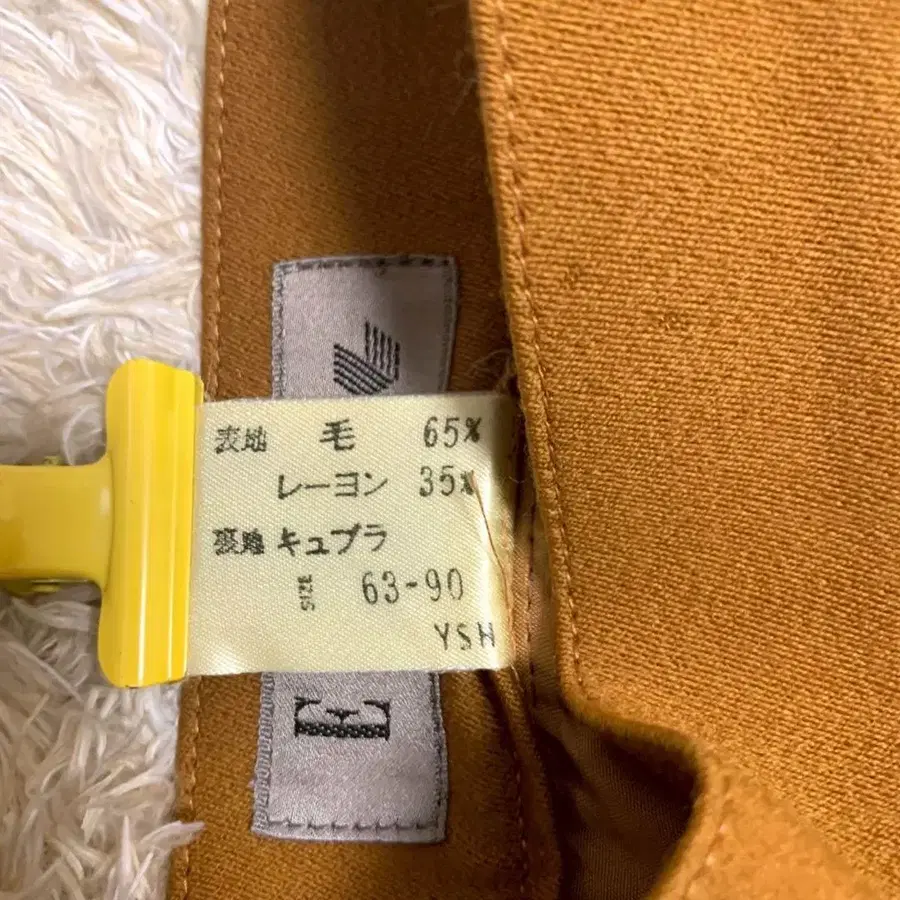 表地 毛 65%
レーヨン 35%
裏地 キュプラ
SIZE 63-90
YSH
E